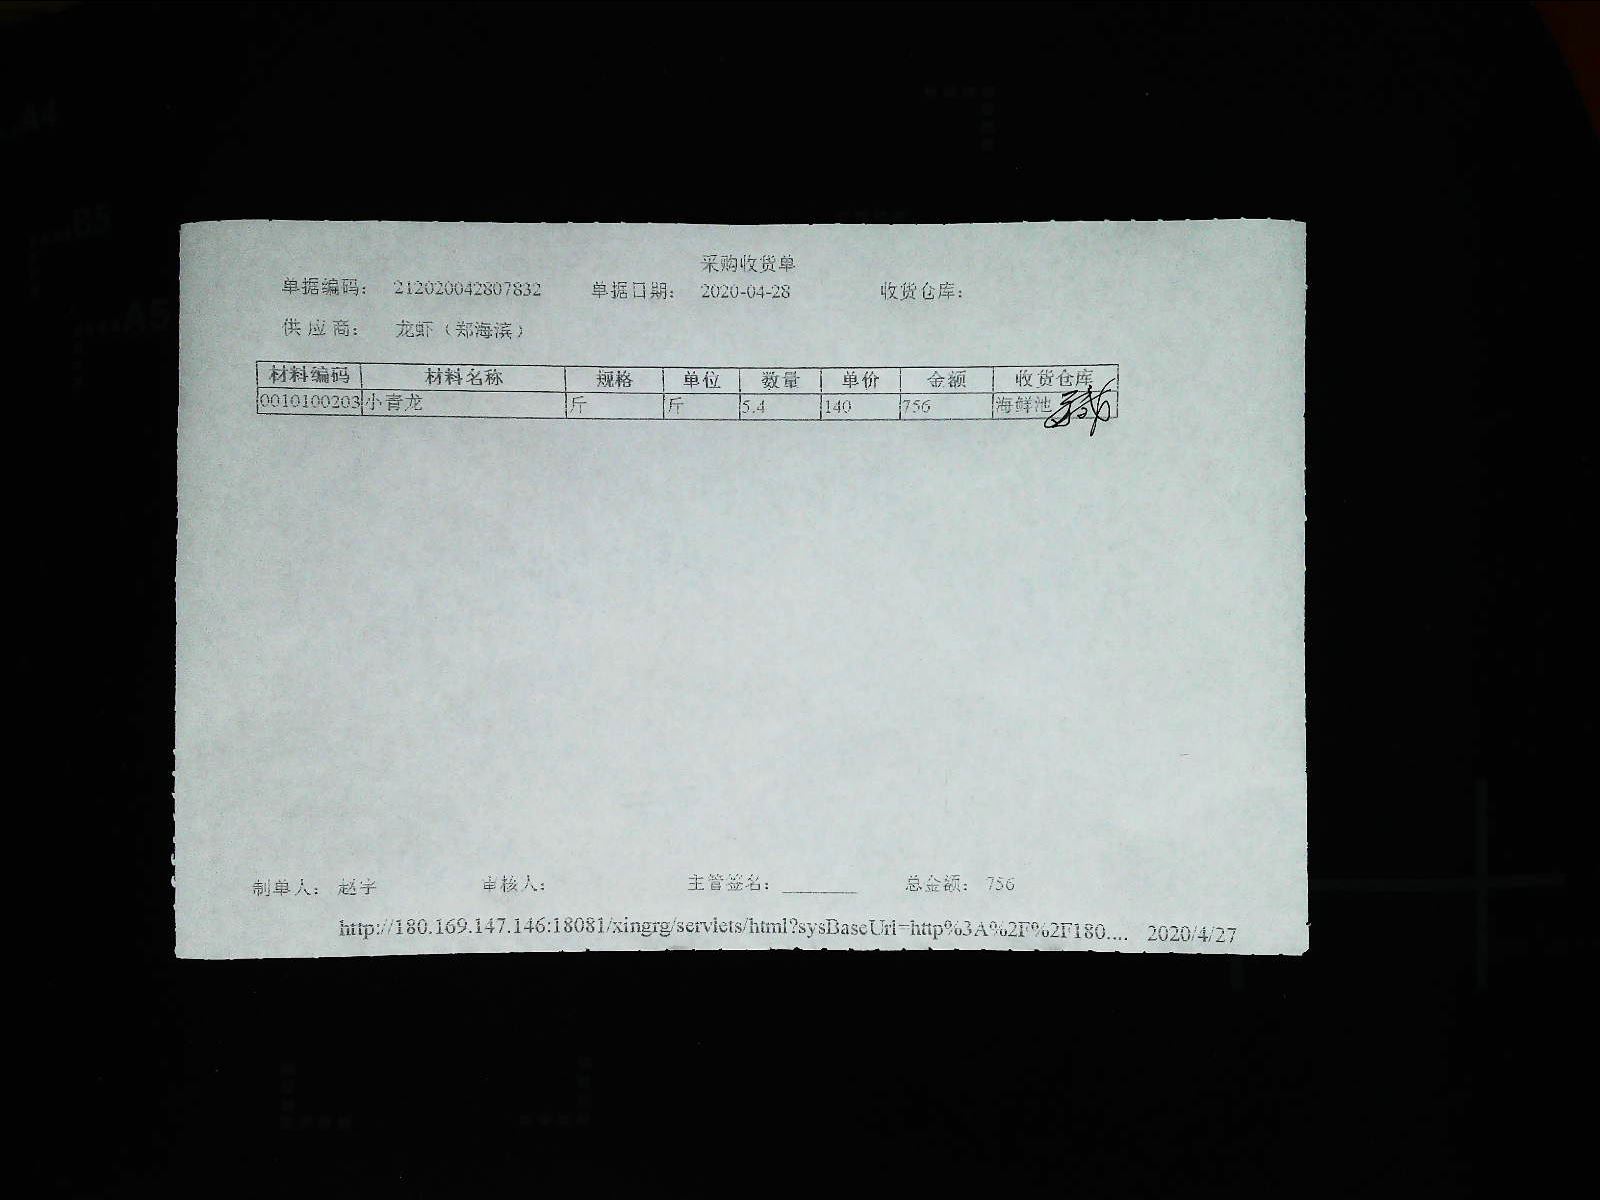 采购收货单
单据编码： 212020042807832 单据日期： 2020-04-28 收货仓库：
供应商： 龙虾（郑海滨）
材料编码 材料名称 规格 单位 数量 单价 金额 收货仓库
0010100203 小青龙 斤 斤 5.4 140 756 海鲜池
制单人： 赵宇 审核人： 主管签名：________ 总金额： 756
http://180.169.147.146:18081/xingrg/servlets/html?sysBaseUrl=http%3A%2F%2F180.... 2020/4/27
A4
B5
A5